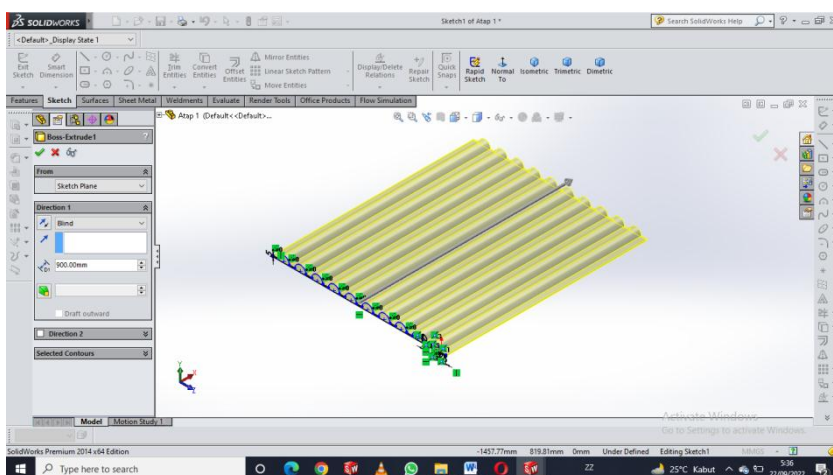 SOLIDWORKS
Sketch1 of Atap 1 *
Search SolidWorks Help
<Default>_Display State 1
Exit Sketch
Smart Dimension
Trim Entities
Convert Entities
Offset Entities
Mirror Entities
Linear Sketch Pattern
Move Entities
Display/Delete Relations
Repair Sketch
Quick Snaps
Rapid Sketch
Normal To
Isometric
Trimetric
Dimetric
Features Sketch Surfaces Sheet Metal Weldments Evaluate Render Tools Office Products Flow Simulation
Atap 1 (Default<<Default>...
Boss-Extrude1
?
From
Sketch Plane
Direction 1
Blind
900.00mm
Draft outward
Direction 2
Selected Contours
Y
X
Z
Activate Windows
Go to Settings to activate Windows.
Model Motion Study 1
SolidWorks Premium 2014 x64 Edition
-1457.77mm 819.81mm 0mm Under Defined Editing Sketch1 MMGS
Type here to search
25°C Kabut
5:36
22/09/2022